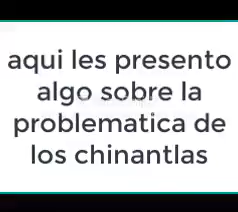 aqui les presento
algo sobre la
problematica de
los chinantlas